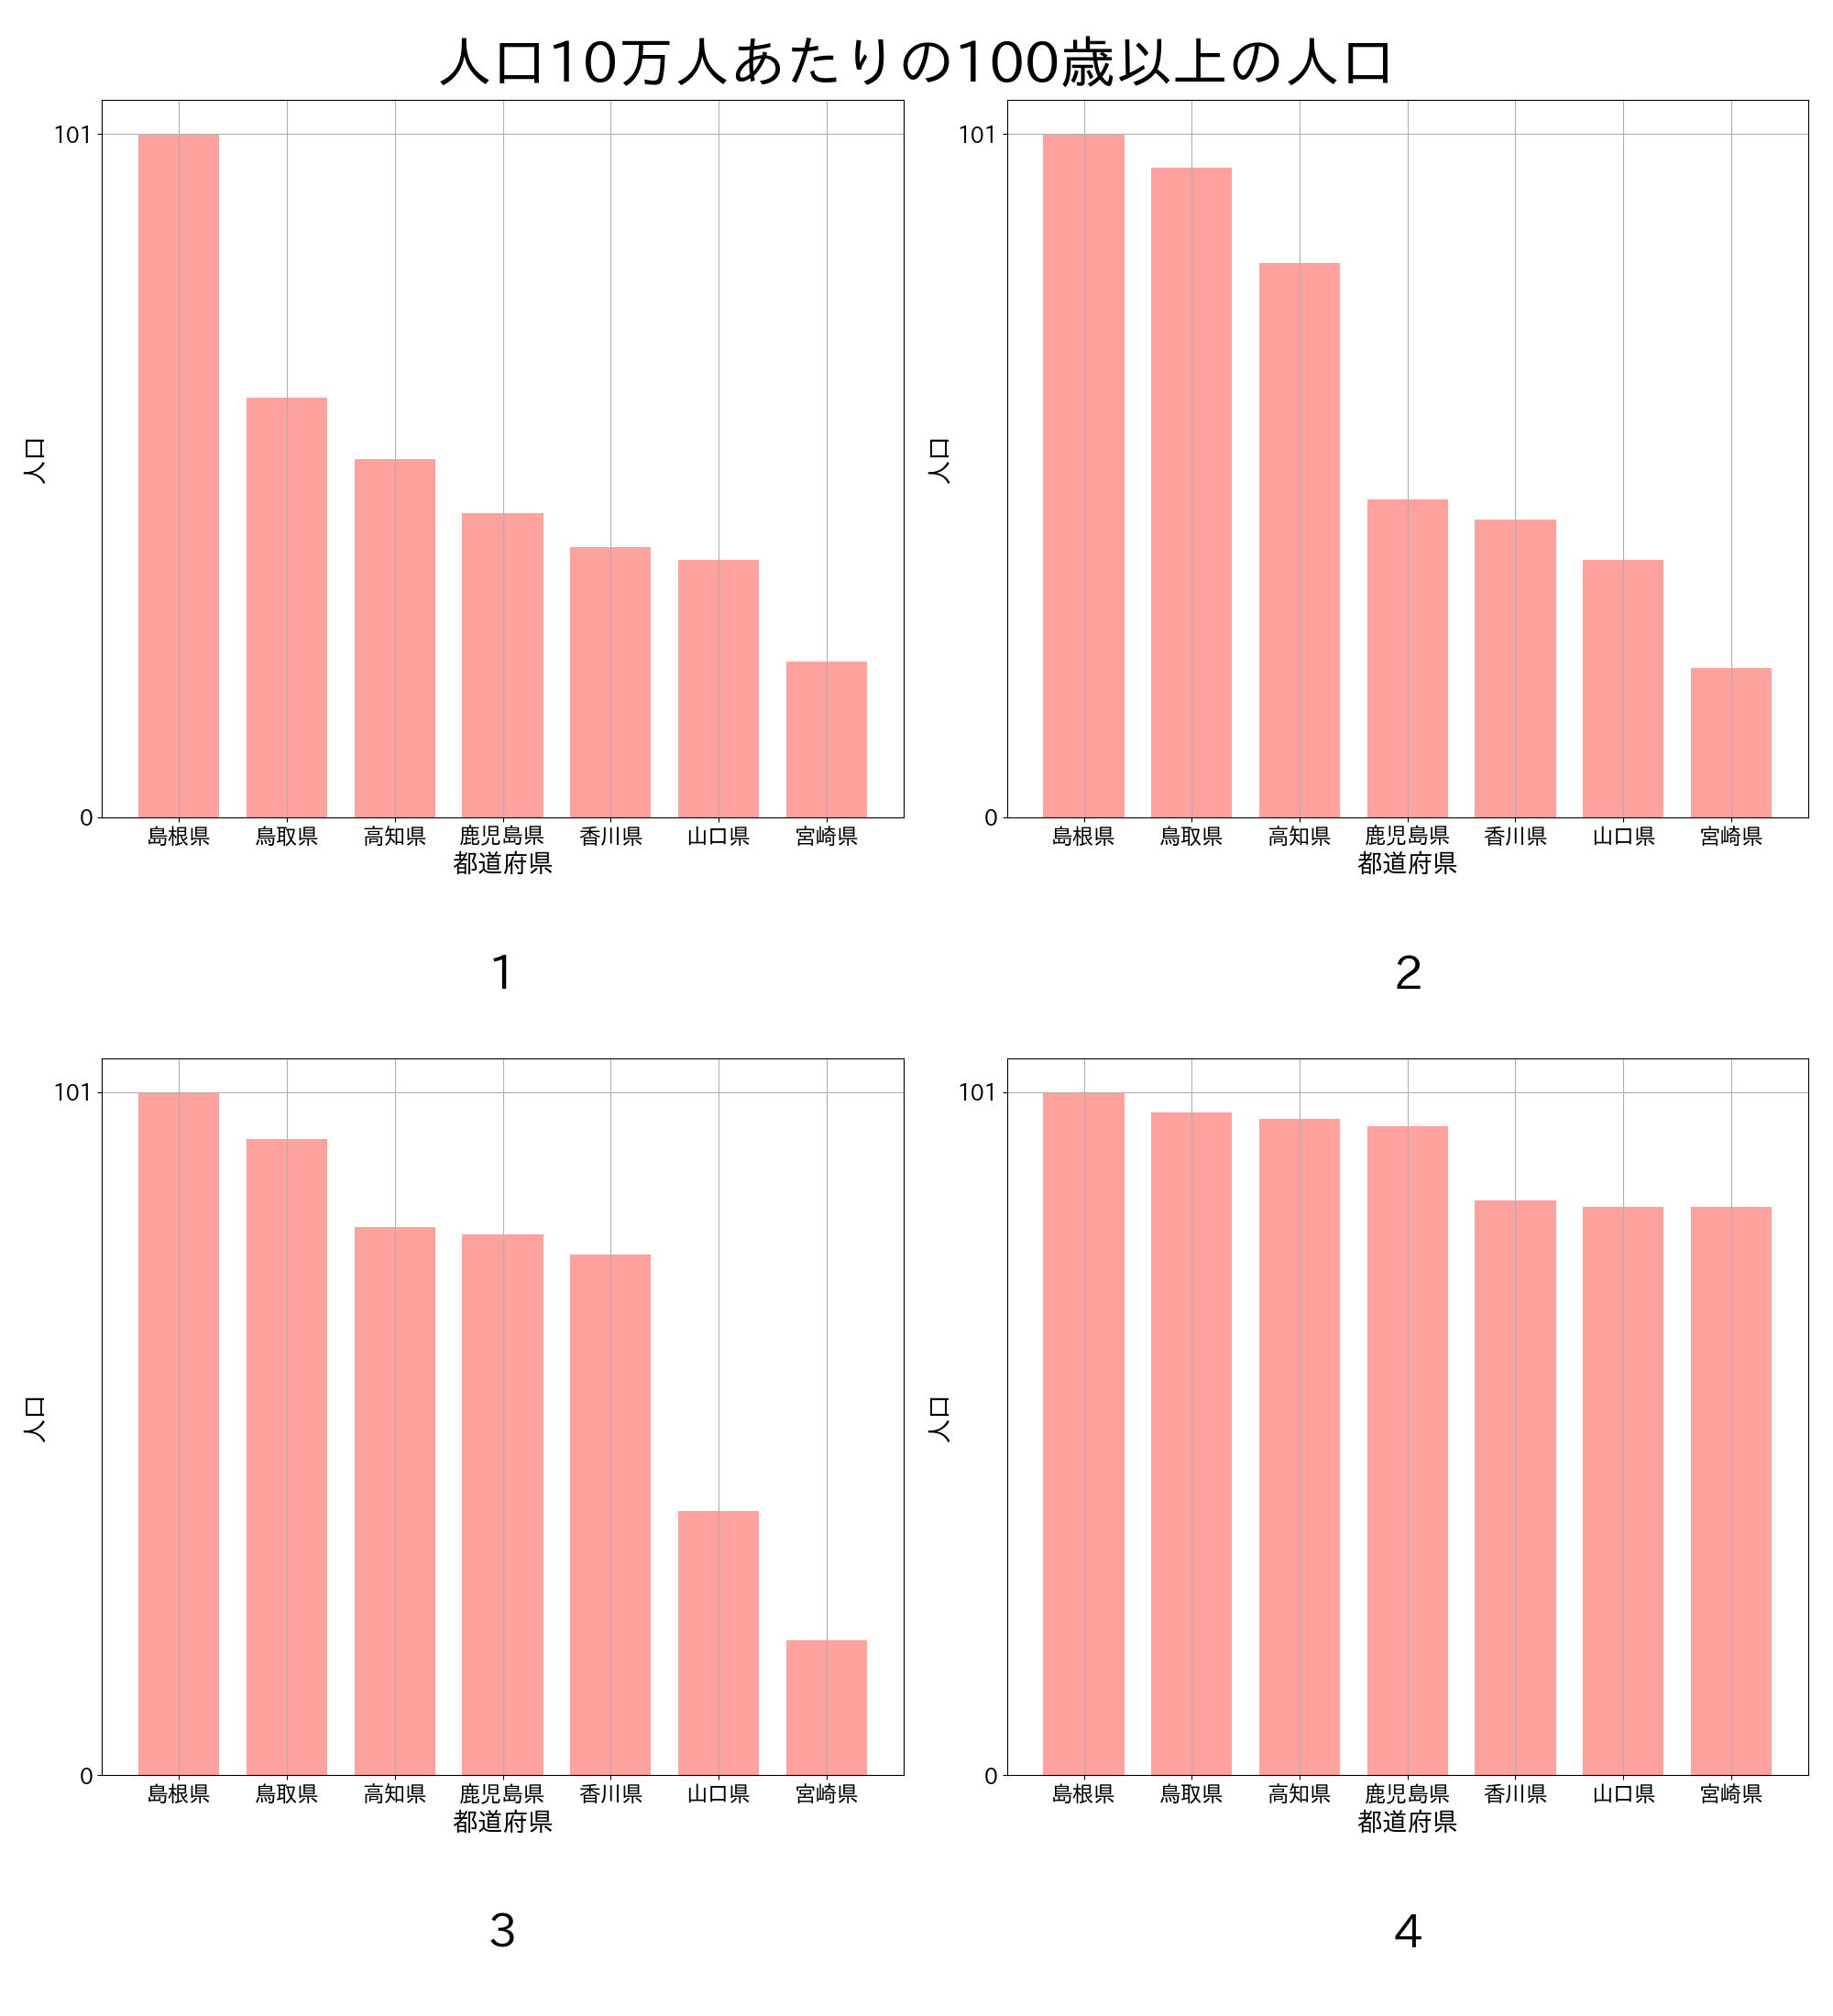 人口10万人あたりの100歳以上の人口
人口
101
0
島根県 鳥取県 高知県 鹿児島県 香川県 山口県 宮崎県
都道府県
1
人口
101
0
島根県 鳥取県 高知県 鹿児島県 香川県 山口県 宮崎県
都道府県
2
人口
101
0
島根県 鳥取県 高知県 鹿児島県 香川県 山口県 宮崎県
都道府県
3
人口
101
0
島根県 鳥取県 高知県 鹿児島県 香川県 山口県 宮崎県
都道府県
4